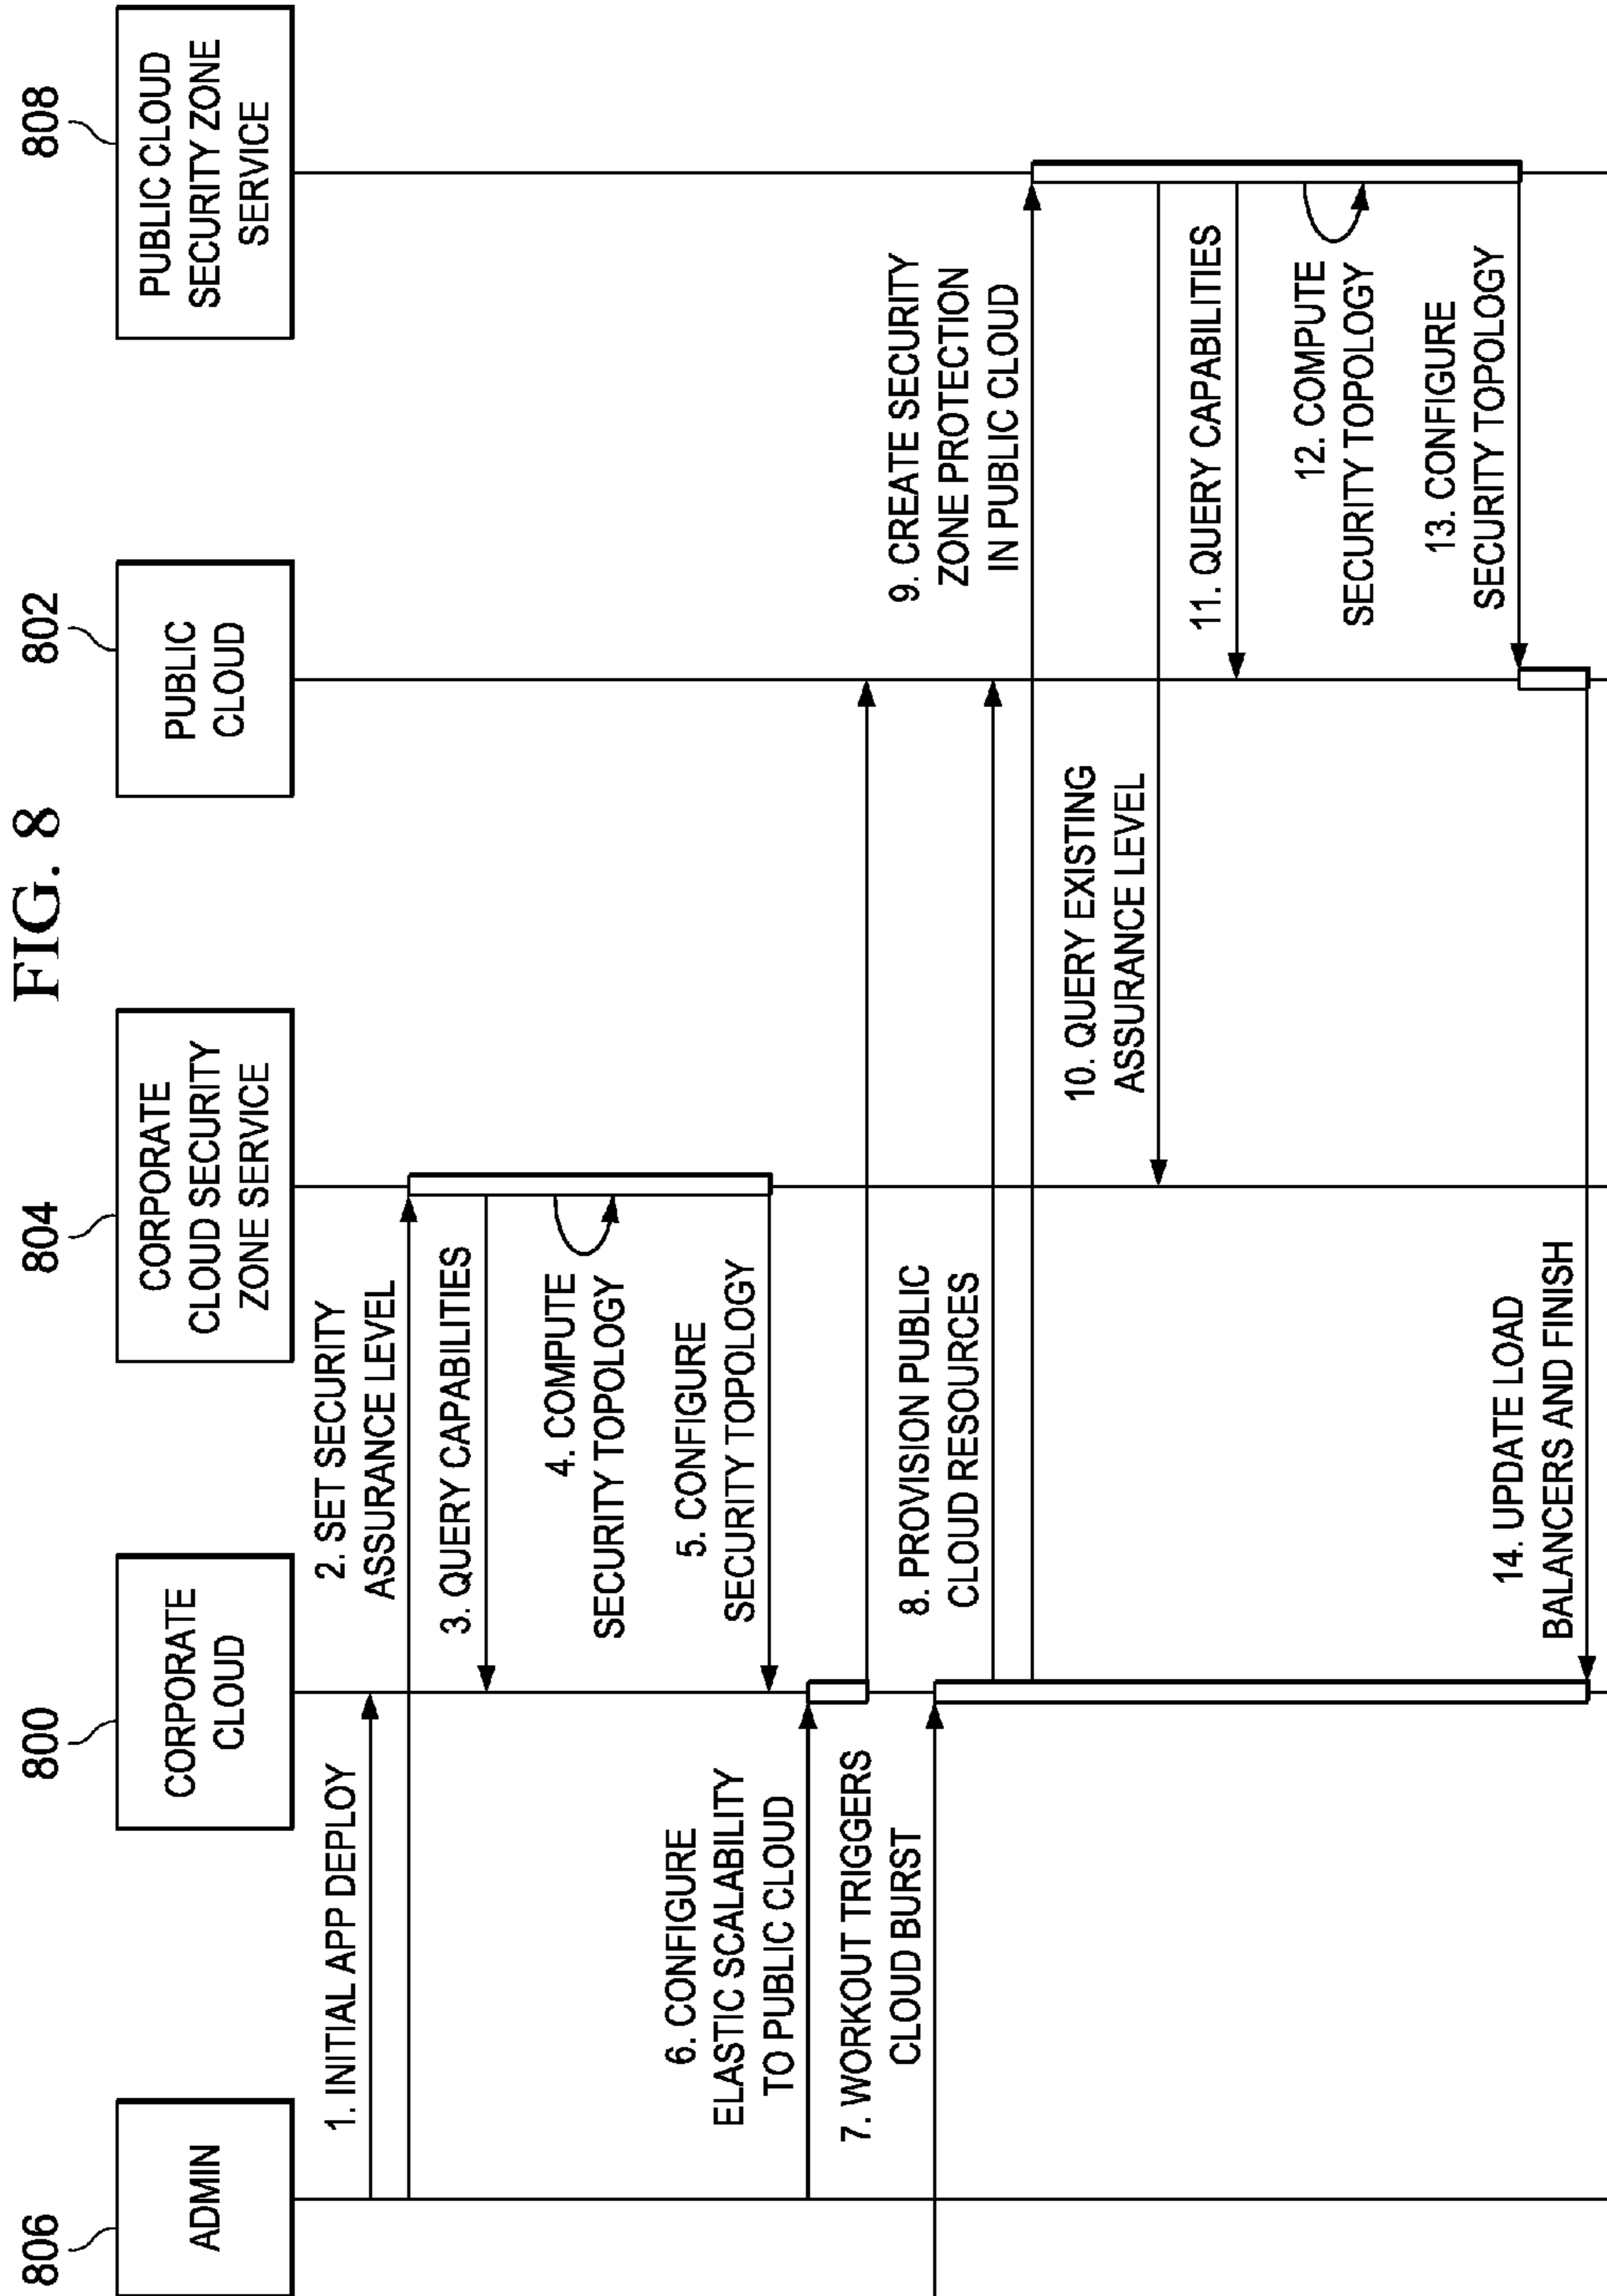 FIG. 8
806
ADMIN
800
CORPORATE
CLOUD
804
CORPORATE
CLOUD SECURITY
ZONE SERVICE
802
PUBLIC
CLOUD
808
PUBLIC CLOUD
SECURITY ZONE
SERVICE
1. INITIAL APP DEPLOY
2. SET SECURITY
ASSURANCE LEVEL
3. QUERY CAPABILITIES
4. COMPUTE
SECURITY TOPOLOGY
5. CONFIGURE
SECURITY TOPOLOGY
6. CONFIGURE
ELASTIC SCALABILITY
TO PUBLIC CLOUD
7. WORKOUT TRIGGERS
CLOUD BURST
8. PROVISION PUBLIC
CLOUD RESOURCES
9. CREATE SECURITY
ZONE PROTECTION
IN PUBLIC CLOUD
10. QUERY EXISTING
ASSURANCE LEVEL
11. QUERY CAPABILITIES
12. COMPUTE
SECURITY TOPOLOGY
13. CONFIGURE
SECURITY TOPOLOGY
14. UPDATE LOAD
BALANCERS AND FINISH